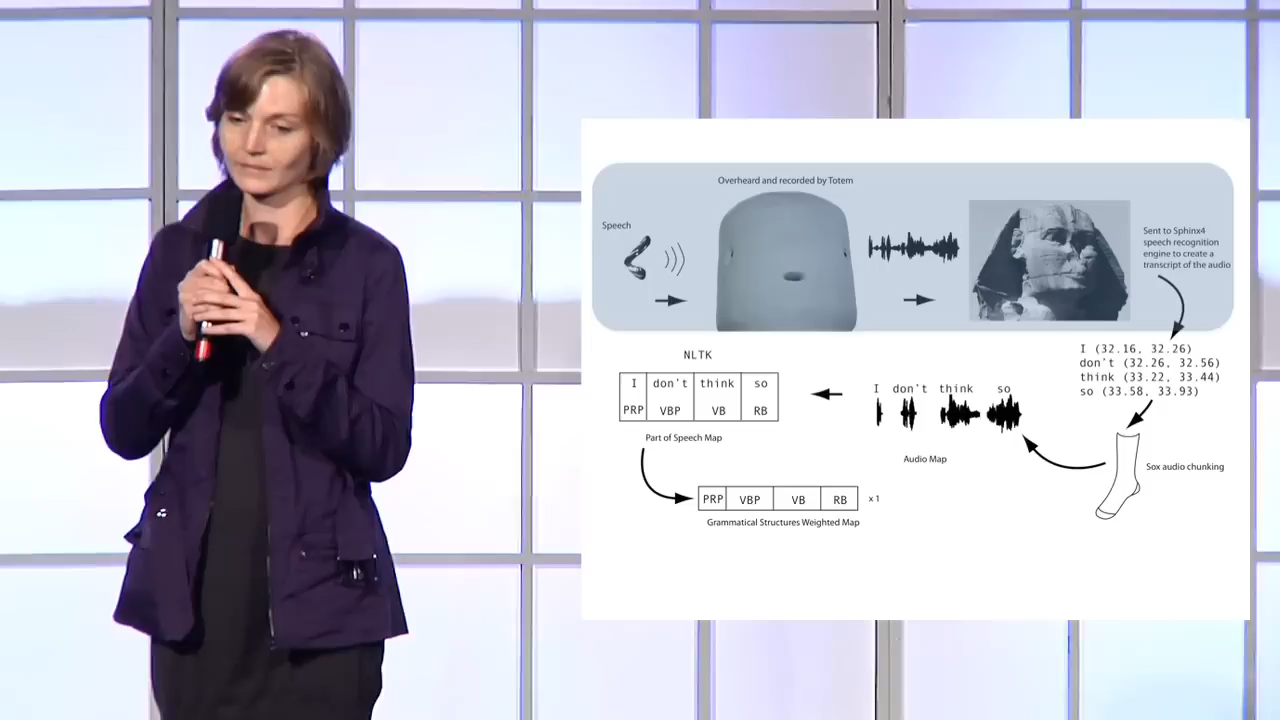 Overheard and recorded by Totem
Speech
Sent to Sphinx4
speech recognition
engine to create a
transcript of the audio
I (32.16, 32.26)
don't (32.26, 32.56)
think (33.22, 33.44)
so (33.58, 33.93)
NLTK
I don't think so
PRP VBP VB RB
Part of Speech Map
I don't think so
Audio Map
Sox audio chunking
PRP VBP VB RB x 1
Grammatical Structures Weighted Map